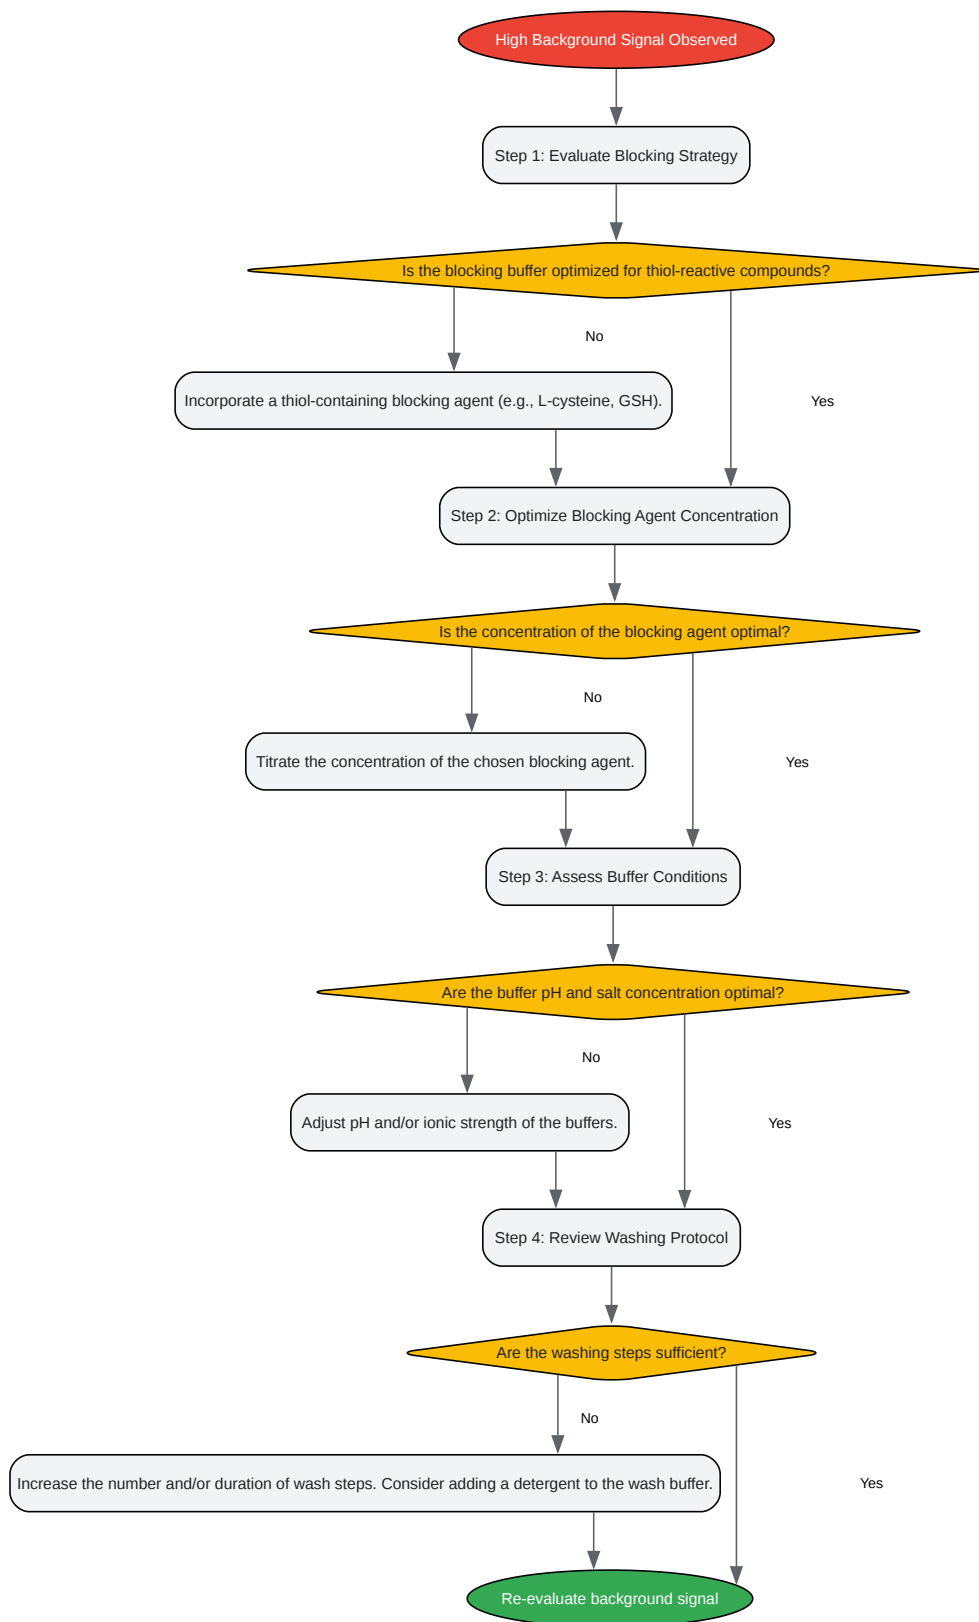 High Background Signal Observed
Step 1: Evaluate Blocking Strategy
Is the blocking buffer optimized for thiol-reactive compounds?
No
Incorporate a thiol-containing blocking agent (e.g., L-cysteine, GSH).
Yes
Step 2: Optimize Blocking Agent Concentration
Is the concentration of the blocking agent optimal?
No
Titrate the concentration of the chosen blocking agent.
Yes
Step 3: Assess Buffer Conditions
Are the buffer pH and salt concentration optimal?
No
Adjust pH and/or ionic strength of the buffers.
Yes
Step 4: Review Washing Protocol
Are the washing steps sufficient?
No
Increase the number and/or duration of wash steps. Consider adding a detergent to the wash buffer.
Yes
Re-evaluate background signal